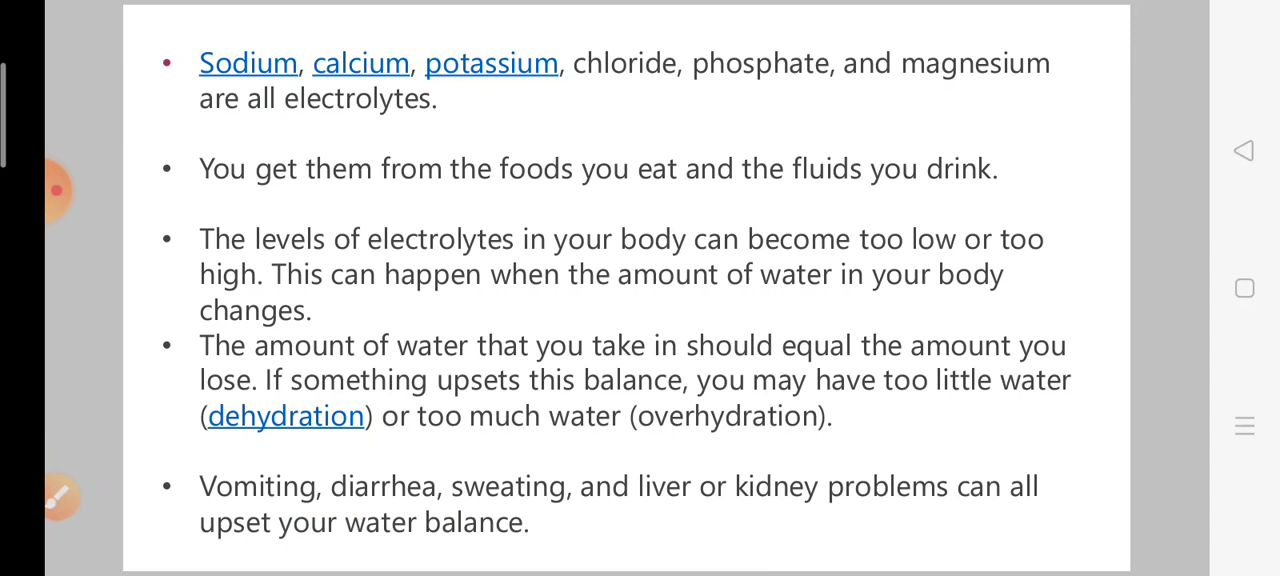 • Sodium, calcium, potassium, chloride, phosphate, and magnesium
are all electrolytes.
• You get them from the foods you eat and the fluids you drink.
• The levels of electrolytes in your body can become too low or too
high. This can happen when the amount of water in your body
changes.
• The amount of water that you take in should equal the amount you
lose. If something upsets this balance, you may have too little water
(dehydration) or too much water (overhydration).
• Vomiting, diarrhea, sweating, and liver or kidney problems can all
upset your water balance.